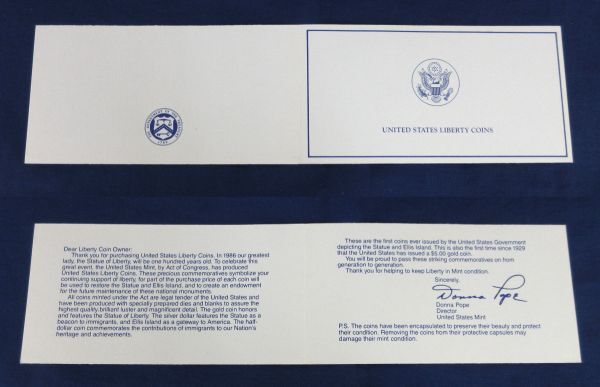 UNITED STATES LIBERTY COINS
Dear Liberty Coin Owner:
Thank you for purchasing United States Liberty Coins. In 1986 our greatest
lady, the Statue of Liberty, will be one hundred years old. To celebrate this
great event, the United States Mint, by Act of Congress, has produced
United States Liberty Coins. These precious commemoratives symbolize your
continuing support of liberty, for part of the purchase price of each coin will
be used to restore the Statue and Ellis Island, and to create an endowment
for the future maintenance of these national monuments.
All coins minted under the Act are legal tender of the United States and
have been produced with specially prepared dies and blanks to assure the
highest quality, brilliant luster and magnificent detail. The gold coin honors
and features the Statue of Liberty. The silver dollar features the Statue as a
beacon to immigrants, and Ellis Island as a gateway to America. The half-
dollar coin commemorates the contributions of immigrants to our Nation's
heritage and achievements.
These are the first coins ever issued by the United States Government
depicting the Statue and Ellis Island. This is also the first time since 1929
that the United States has issued a $5.00 gold coin.
You will be proud to pass these striking commemoratives on from
generation to generation.
Thank you for helping to keep Liberty in Mint condition.
Sincerely,
Donna Pope
Donna Pope
Director
United States Mint
P.S. The coins have been encapsulated to preserve their beauty and protect
their condition. Removing the coins from their protective capsules may
damage their mint condition.